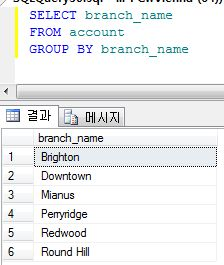 SELECT branch_name
FROM account
GROUP BY branch_name
결과 메시지
branch_name
1 Brighton
2 Downtown
3 Mianus
4 Perryridge
5 Redwood
6 Round Hill